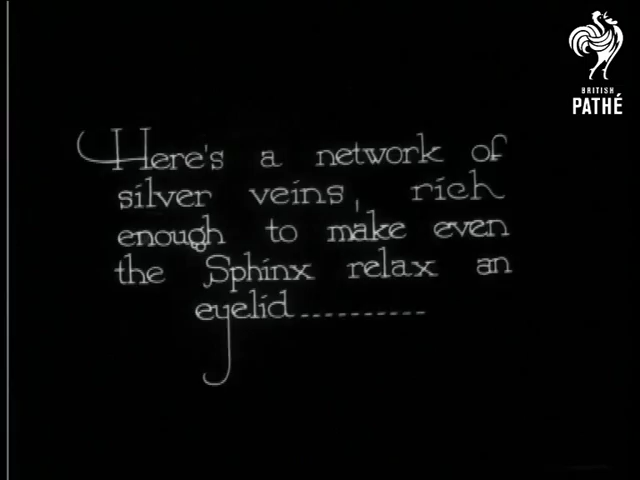 BRITISH
PATHÉ
Here's a network of
silver veins, rich
enough to make even
the Sphinx relax an
eyelid..........